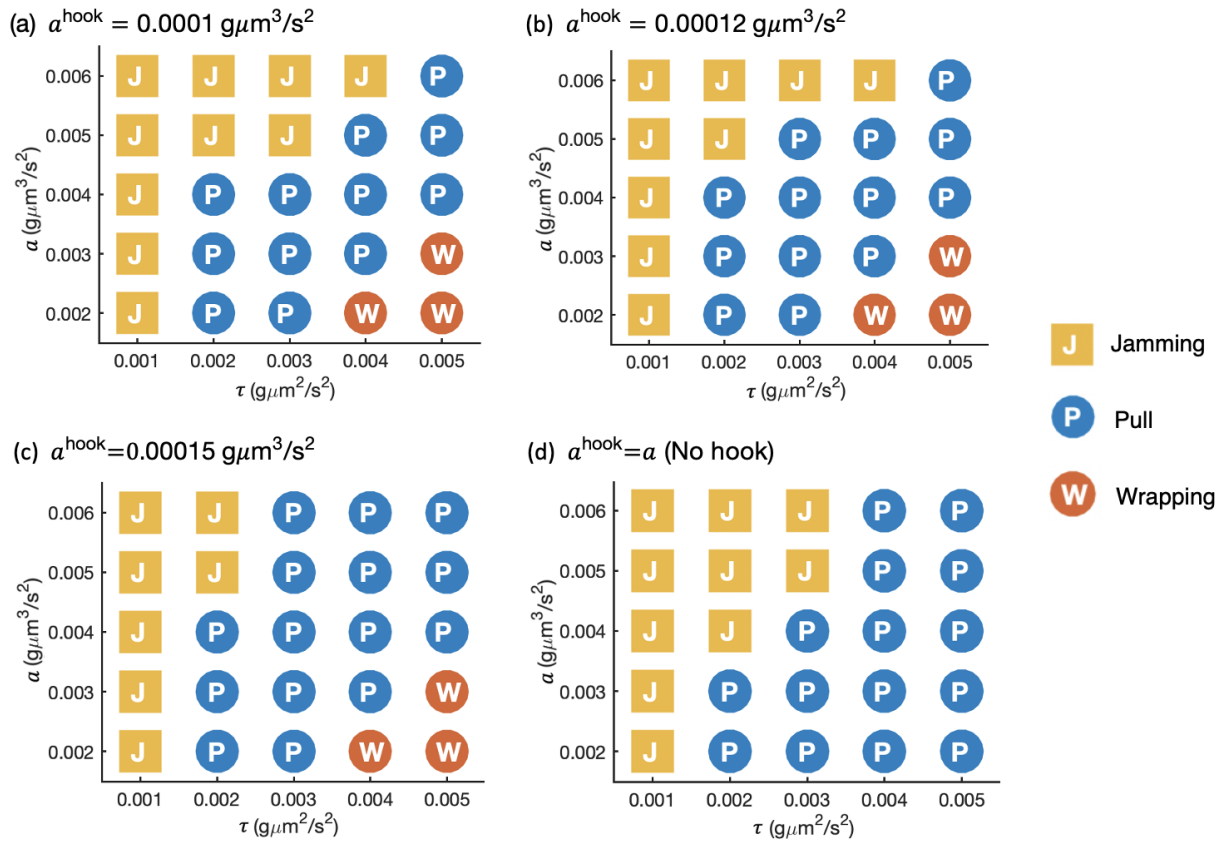 (a) a^hook = 0.0001 gμm³/s²
0.006 J J J J P
0.005 J J J P P
0.004 J P P P P
0.003 J P P P W
0.002 J P P W W
0.001 0.002 0.003 0.004 0.005
a (gμm³/s²)
τ (gμm²/s²)
(b) a^hook = 0.00012 gμm³/s²
0.006 J J J J P
0.005 J J P P P
0.004 J P P P P
0.003 J P P P W
0.002 J P P W W
0.001 0.002 0.003 0.004 0.005
a (gμm³/s²)
τ (gμm²/s²)
(c) a^hook=0.00015 gμm³/s²
0.006 J J P P P
0.005 J J P P P
0.004 J P P P P
0.003 J P P P W
0.002 J P P W W
0.001 0.002 0.003 0.004 0.005
a (gμm³/s²)
τ (gμm²/s²)
(d) a^hook=a (No hook)
0.006 J J J P P
0.005 J J J P P
0.004 J J P P P
0.003 J P P P P
0.002 J P P P P
0.001 0.002 0.003 0.004 0.005
a (gμm³/s²)
τ (gμm²/s²)
J Jamming
P Pull
W Wrapping